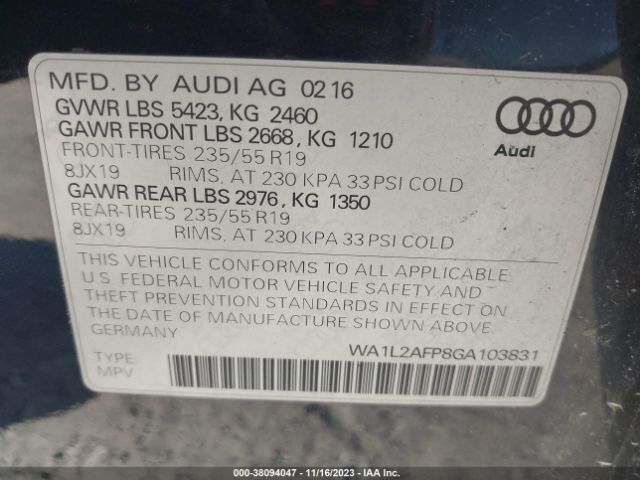 MFD. BY AUDI AG 02 16
GVWR LBS 5423, KG 2460
GAWR FRONT LBS 2668, KG 1210
FRONT-TIRES 235/55 R19
8JX19 RIMS, AT 230 KPA 33 PSI COLD
GAWR REAR LBS 2976, KG 1350
REAR-TIRES 235/55 R19
8JX19 RIMS, AT 230 KPA 33 PSI COLD
Audi
THIS VEHICLE CONFORMS TO ALL APPLICABLE
U.S. FEDERAL MOTOR VEHICLE SAFETY AND
THEFT PREVENTION STANDARDS IN EFFECT ON
THE DATE OF MANUFACTURE SHOWN ABOVE
GERMANY
WA1L2AFP8GA103831
TYPE:
MPV
000-38094047 - 11/16/2023 - IAA Inc.